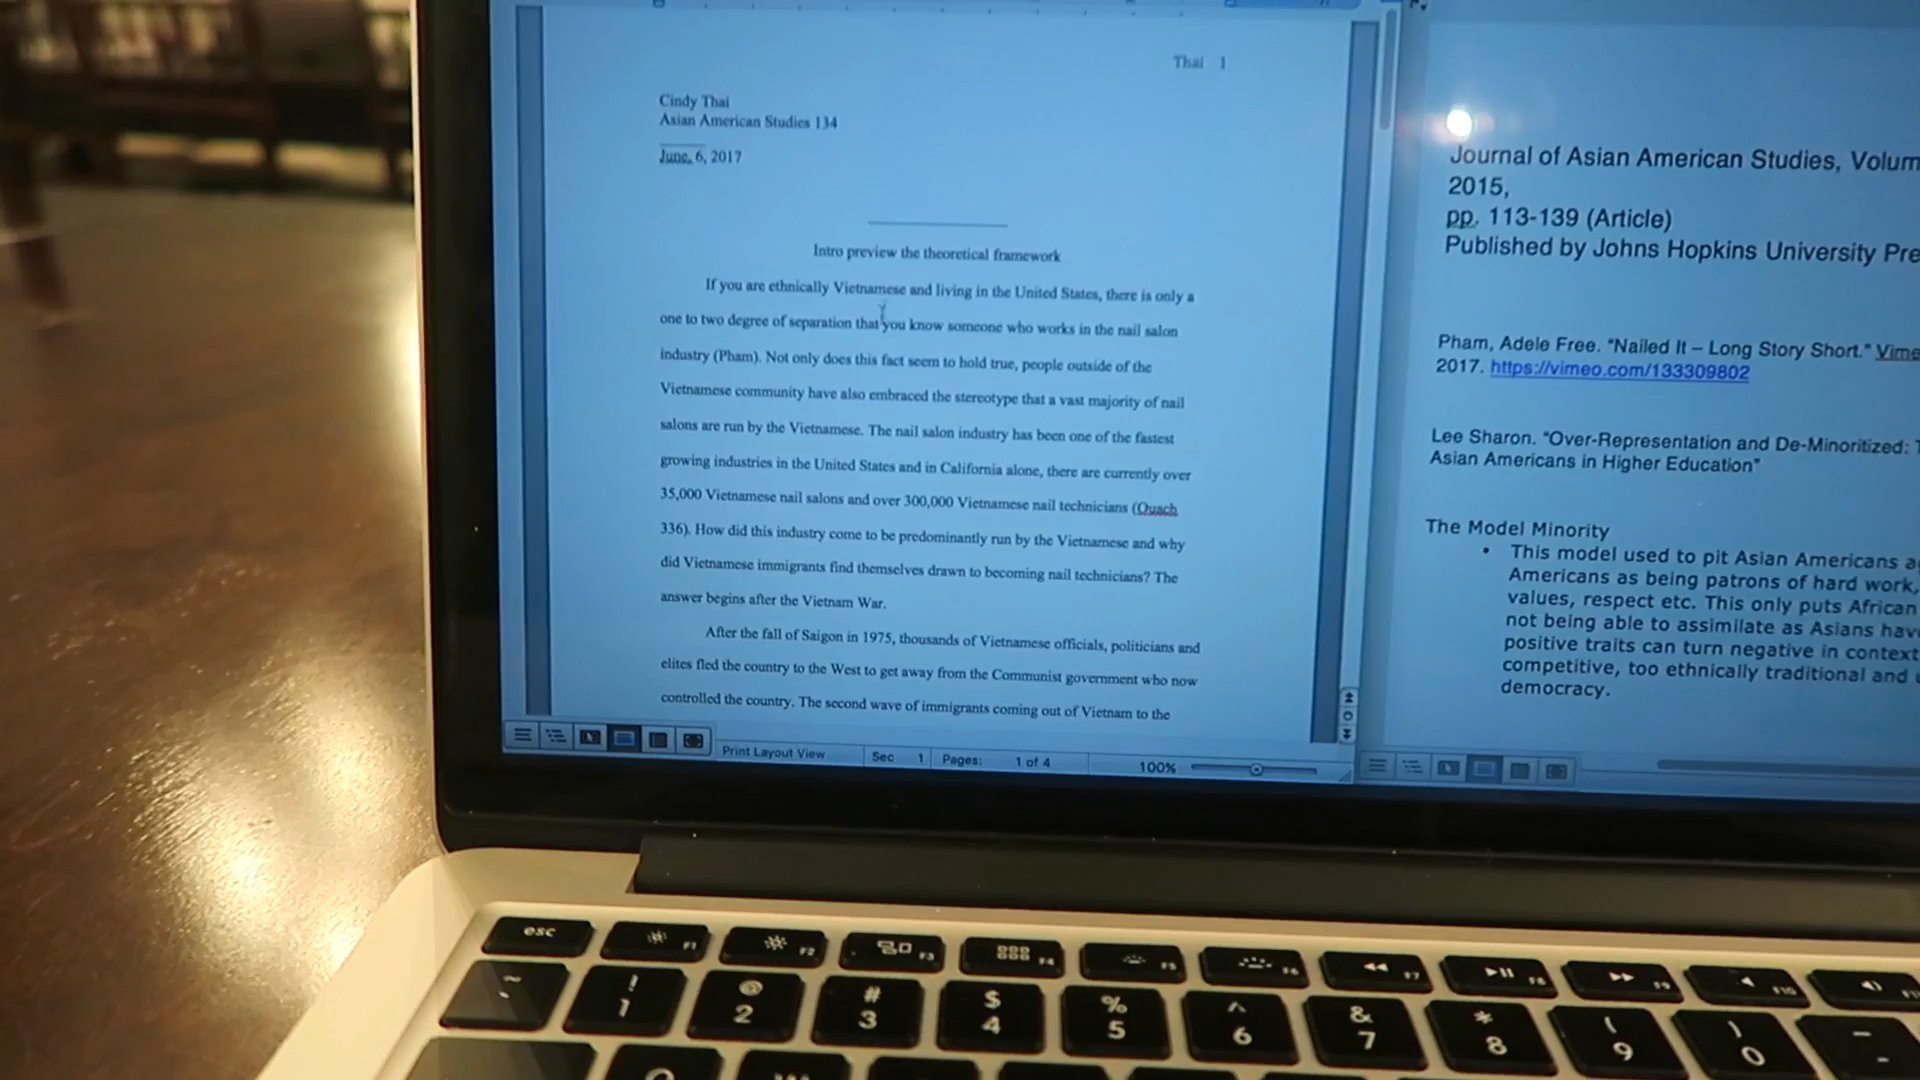 Thai 1
Cindy Thai
Asian American Studies 134
June, 6, 2017
Intro preview the theoretical framework
If you are ethnically Vietnamese and living in the United States, there is only a
one to two degree of separation that you know someone who works in the nail salon
industry (Pham). Not only does this fact seem to hold true, people outside of the
Vietnamese community have also embraced the stereotype that a vast majority of nail
salons are run by the Vietnamese. The nail salon industry has been one of the fastest
growing industries in the United States and in California alone, there are currently over
35,000 Vietnamese nail salons and over 300,000 Vietnamese nail technicians (Quach
336). How did this industry come to be predominantly run by the Vietnamese and why
did Vietnamese immigrants find themselves drawn to becoming nail technicians? The
answer begins after the Vietnam War.
After the fall of Saigon in 1975, thousands of Vietnamese officials, politicians and
elites fled the country to the West to get away from the Communist government who now
controlled the country. The second wave of immigrants coming out of Vietnam to the
Print Layout View Sec 1 Pages: 1 of 4 100%
Journal of Asian American Studies, Volum
2015,
pp. 113-139 (Article)
Published by Johns Hopkins University Pre
Pham, Adele Free. "Nailed It – Long Story Short." Vime
2017. https://vimeo.com/133309802
Lee Sharon. "Over-Representation and De-Minoritized: T
Asian Americans in Higher Education"
The Model Minority
• This model used to pit Asian Americans a
Americans as being patrons of hard work,
values, respect etc. This only puts African
not being able to assimilate as Asians hav
positive traits can turn negative in context
competitive, too ethnically traditional and
democracy.
esc F1 F2 F3 F4 F5 F6 F7 F8 F9 F10
~ ! @ # $ % ^ & * ( ) –
` 1 2 3 4 5 6 7 8 9 0 -